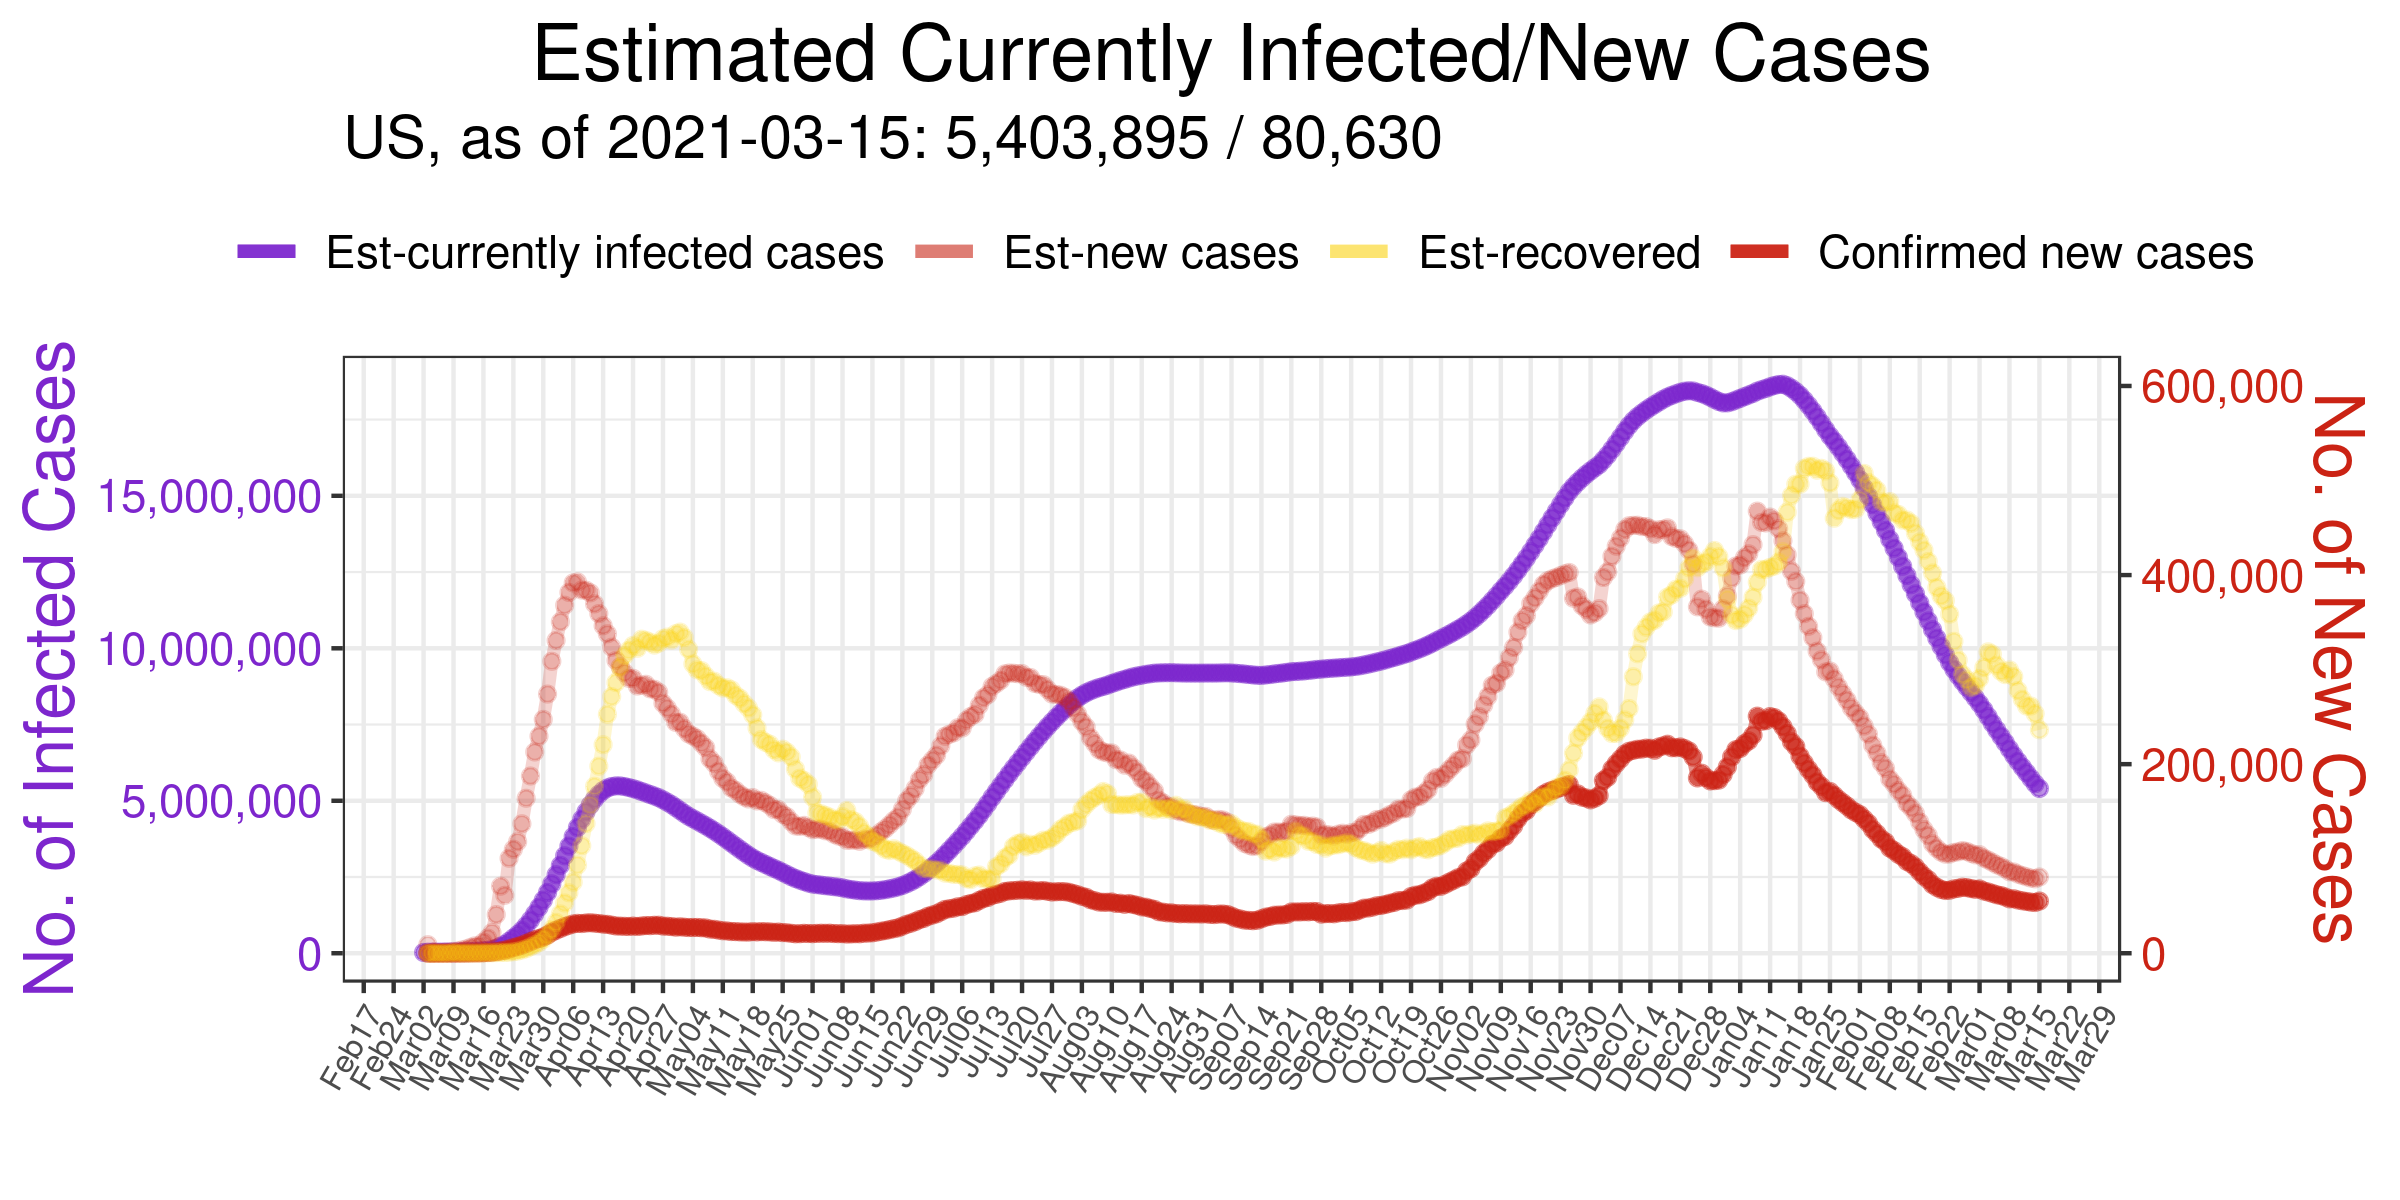 Estimated Currently Infected/New Cases
US, as of 2021-03-15: 5,403,895 / 80,630
Est-currently infected cases
Est-new cases
Est-recovered
Confirmed new cases
No. of Infected Cases
15,000,000
10,000,000
5,000,000
0
600,000
400,000
200,000
0
No. of New Cases
Feb17
Feb24
Mar02
Mar09
Mar16
Mar23
Mar30
Apr06
Apr13
Apr20
Apr27
May04
May11
May18
May25
Jun01
Jun08
Jun15
Jun22
Jun29
Jul06
Jul13
Jul20
Jul27
Aug03
Aug10
Aug17
Aug24
Aug31
Sep07
Sep14
Sep21
Sep28
Oct05
Oct12
Oct19
Oct26
Nov02
Nov09
Nov16
Nov23
Nov30
Dec07
Dec14
Dec21
Dec28
Jan04
Jan11
Jan18
Jan25
Feb01
Feb08
Feb15
Feb22
Mar01
Mar08
Mar15
Mar22
Mar29